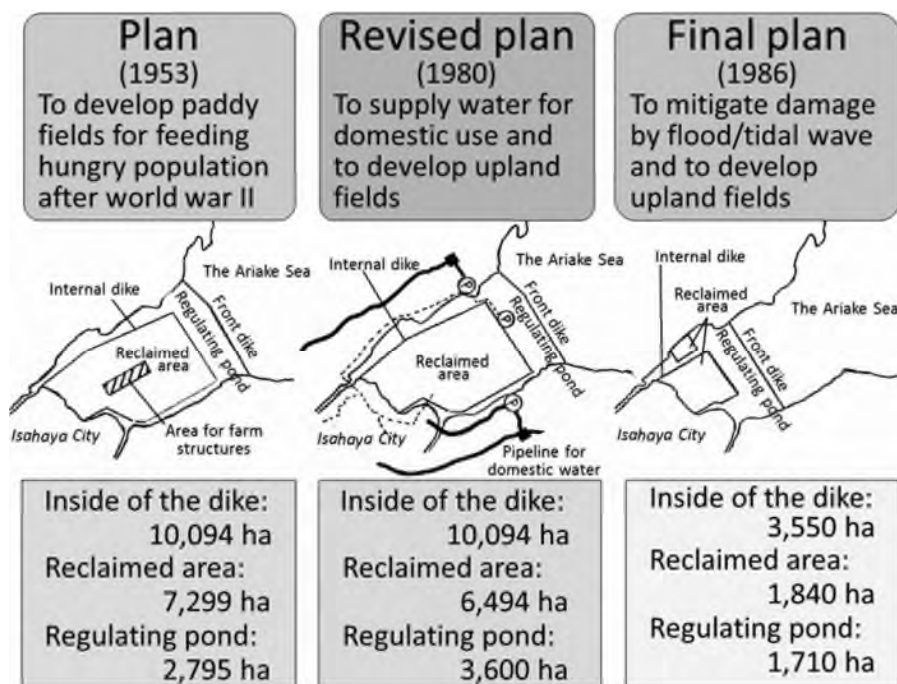 Plan
(1953)
To develop paddy
fields for feeding
hungry population
after world war II
Revised plan
(1980)
To supply water for
domestic use and
to develop upland
fields
Final plan
(1986)
To mitigate damage
by flood/tidal wave
and to develop
upland fields
The Ariake Sea
Internal dike
Front dike
Regulating pond
Reclaimed
area
Isahaya City
Area for farm
structures
The Ariake Sea
Internal dike
P
Front dike
Regulating pond
P
Reclaimed
area
P
Isahaya City
Pipeline for
domestic water
Internal dike
Reclaimed
area
The Ariake Sea
Front dike
Regulating pond
Isahaya City
Inside of the dike:
10,094 ha
Reclaimed area:
7,299 ha
Regulating pond:
2,795 ha
Inside of the dike:
10,094 ha
Reclaimed area:
6,494 ha
Regulating pond:
3,600 ha
Inside of the dike:
3,550 ha
Reclaimed area:
1,840 ha
Regulating pond:
1,710 ha